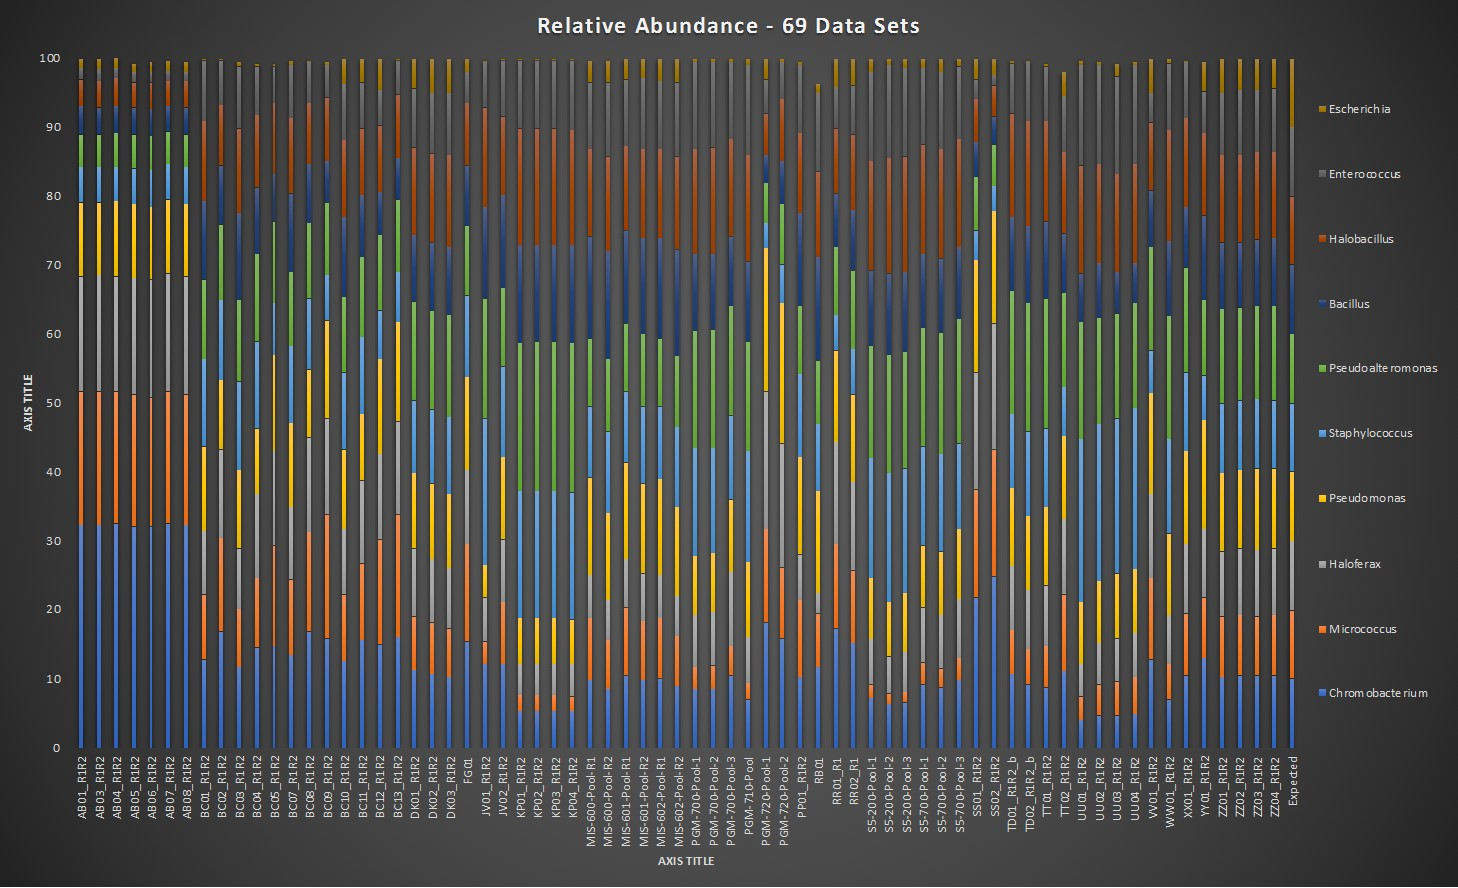 Relative Abundance - 69 Data Sets
100
90
80
70
60
50
40
30
20
10
0
AXIS TITLE
AB01_R1R2
AB03_R1R2
AB04_R1R2
AB05_R1R2
AB06_R1R2
AB07_R1R2
AB08_R1R2
BC01_R1R2
BC02_R1R2
BC03_R1R2
BC04_R1R2
BC05_R1R2
BC07_R1R2
BC08_R1R2
BC09_R1R2
BC10_R1R2
BC11_R1R2
BC12_R1R2
BC13_R1R2
DK01_R1R2
DK02_R1R2
DK03_R1R2
FG01
JV01_R1R2
JV02_R1R2
KP01_R1R2
KP02_R1R2
KP03_R1R2
KP04_R1R2
MIS-600-Pool-R1
MIS-600-Pool-R2
MIS-601-Pool-R1
MIS-601-Pool-R2
MIS-602-Pool-R1
MIS-602-Pool-R2
PGM-700-Pool-1
PGM-700-Pool-2
PGM-700-Pool-3
PGM-710-Pool
PGM-720-Pool-1
PGM-720-Pool-2
PP01_R1R2
RB01
RR01_R1
RR02_R1
S5-200-Pool-1
S5-200-Pool-2
S5-200-Pool-3
S5-700-Pool-1
S5-700-Pool-2
S5-700-Pool-3
SS01_R1R2
SS02_R1R2
TD01_R1R2_b
TD02_R1R2_b
TT01_R1R2
TT02_R1R2
UU01_R1R2
UU02_R1R2
UU03_R1R2
UU04_R1R2
VV01_R1R2
WW01_R1R2
XX01_R1R2
YY01_R1R2
ZZ01_R1R2
ZZ02_R1R2
ZZ03_R1R2
ZZ04_R1R2
Expected
AXIS TITLE
Escherichia
Enterococcus
Halobacillus
Bacillus
Pseudoalteromonas
Staphylococcus
Pseudomonas
Haloferax
Micrococcus
Chromobacterium